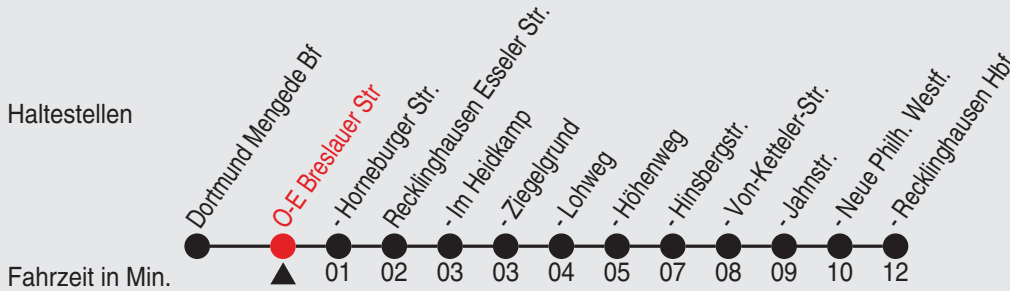 Haltestellen
Dortmund Mengede Bf
O-E Breslauer Str
- Horneburger Str.
Recklinghausen Esseler Str.
- Im Heidkamp
- Ziegelgrund
- Lohweg
- Höhenweg
- Hinsbergstr.
- Von-Ketteler-Str.
- Jahnstr.
- Neue Philh. Westf.
- Recklinghausen Hbf
Fahrzeit in Min.
01 02 03 03 04 05 07 08 09 10 12